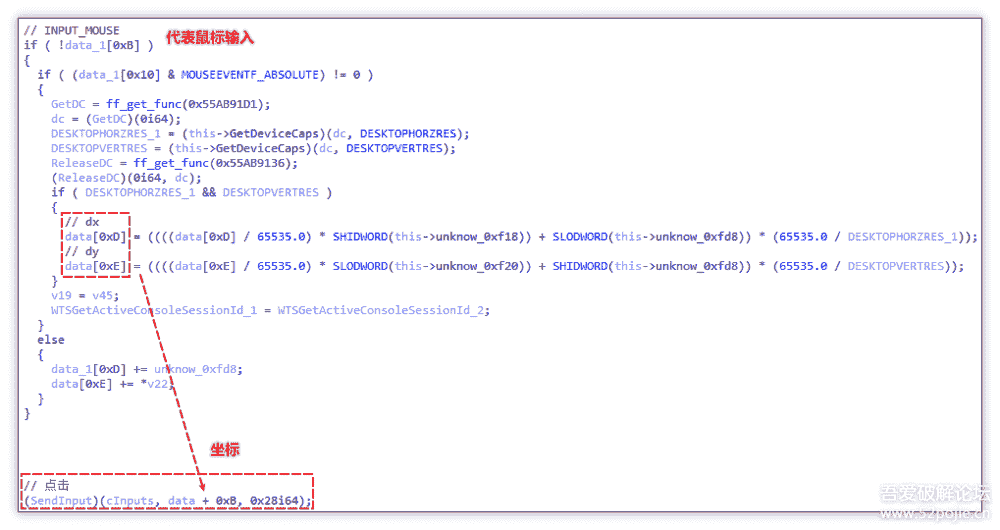 // INPUT_MOUSE
代表鼠标输入
if ( !data_1[0xB] )
{
if ( (data_1[0x10] & MOUSEEVENTF_ABSOLUTE) != 0 )
{
GetDC = ff_get_func(0x55AB91D1);
dc = (GetDC)(0i64);
DESKTOPHORZRES_1 = (this->GetDeviceCaps)(dc, DESKTOPHORZRES);
DESKTOPVERTRES = (this->GetDeviceCaps)(dc, DESKTOPVERTRES);
ReleaseDC = ff_get_func(0x55AB9136);
(ReleaseDC)(0i64, dc);
if ( DESKTOPHORZRES_1 && DESKTOPVERTRES )
{
// dx
data[0xD] = ((((data[0xD] / 65535.0) * SHIDWORD(this->unknow_0xf18)) + SLODWORD(this->unknow_0xfd8)) * (65535.0 / DESKTOPHORZRES_1));
// dy
data[0xE] = ((((data[0xE] / 65535.0) * SLODWORD(this->unknow_0xf20)) + SHIDWORD(this->unknow_0xfd8)) * (65535.0 / DESKTOPVERTRES));
}
v19 = v45;
WTSGetActiveConsoleSessionId_1 = WTSGetActiveConsoleSessionId_2;
}
else
{
data_1[0xD] += unknow_0xfd8;
data[0xE] += *v22;
}
}
坐标
// 点击
(SendInput)(cInputs, data + 0xB, 0x28i64);
吾爱破解论坛
www.52pojie.cn